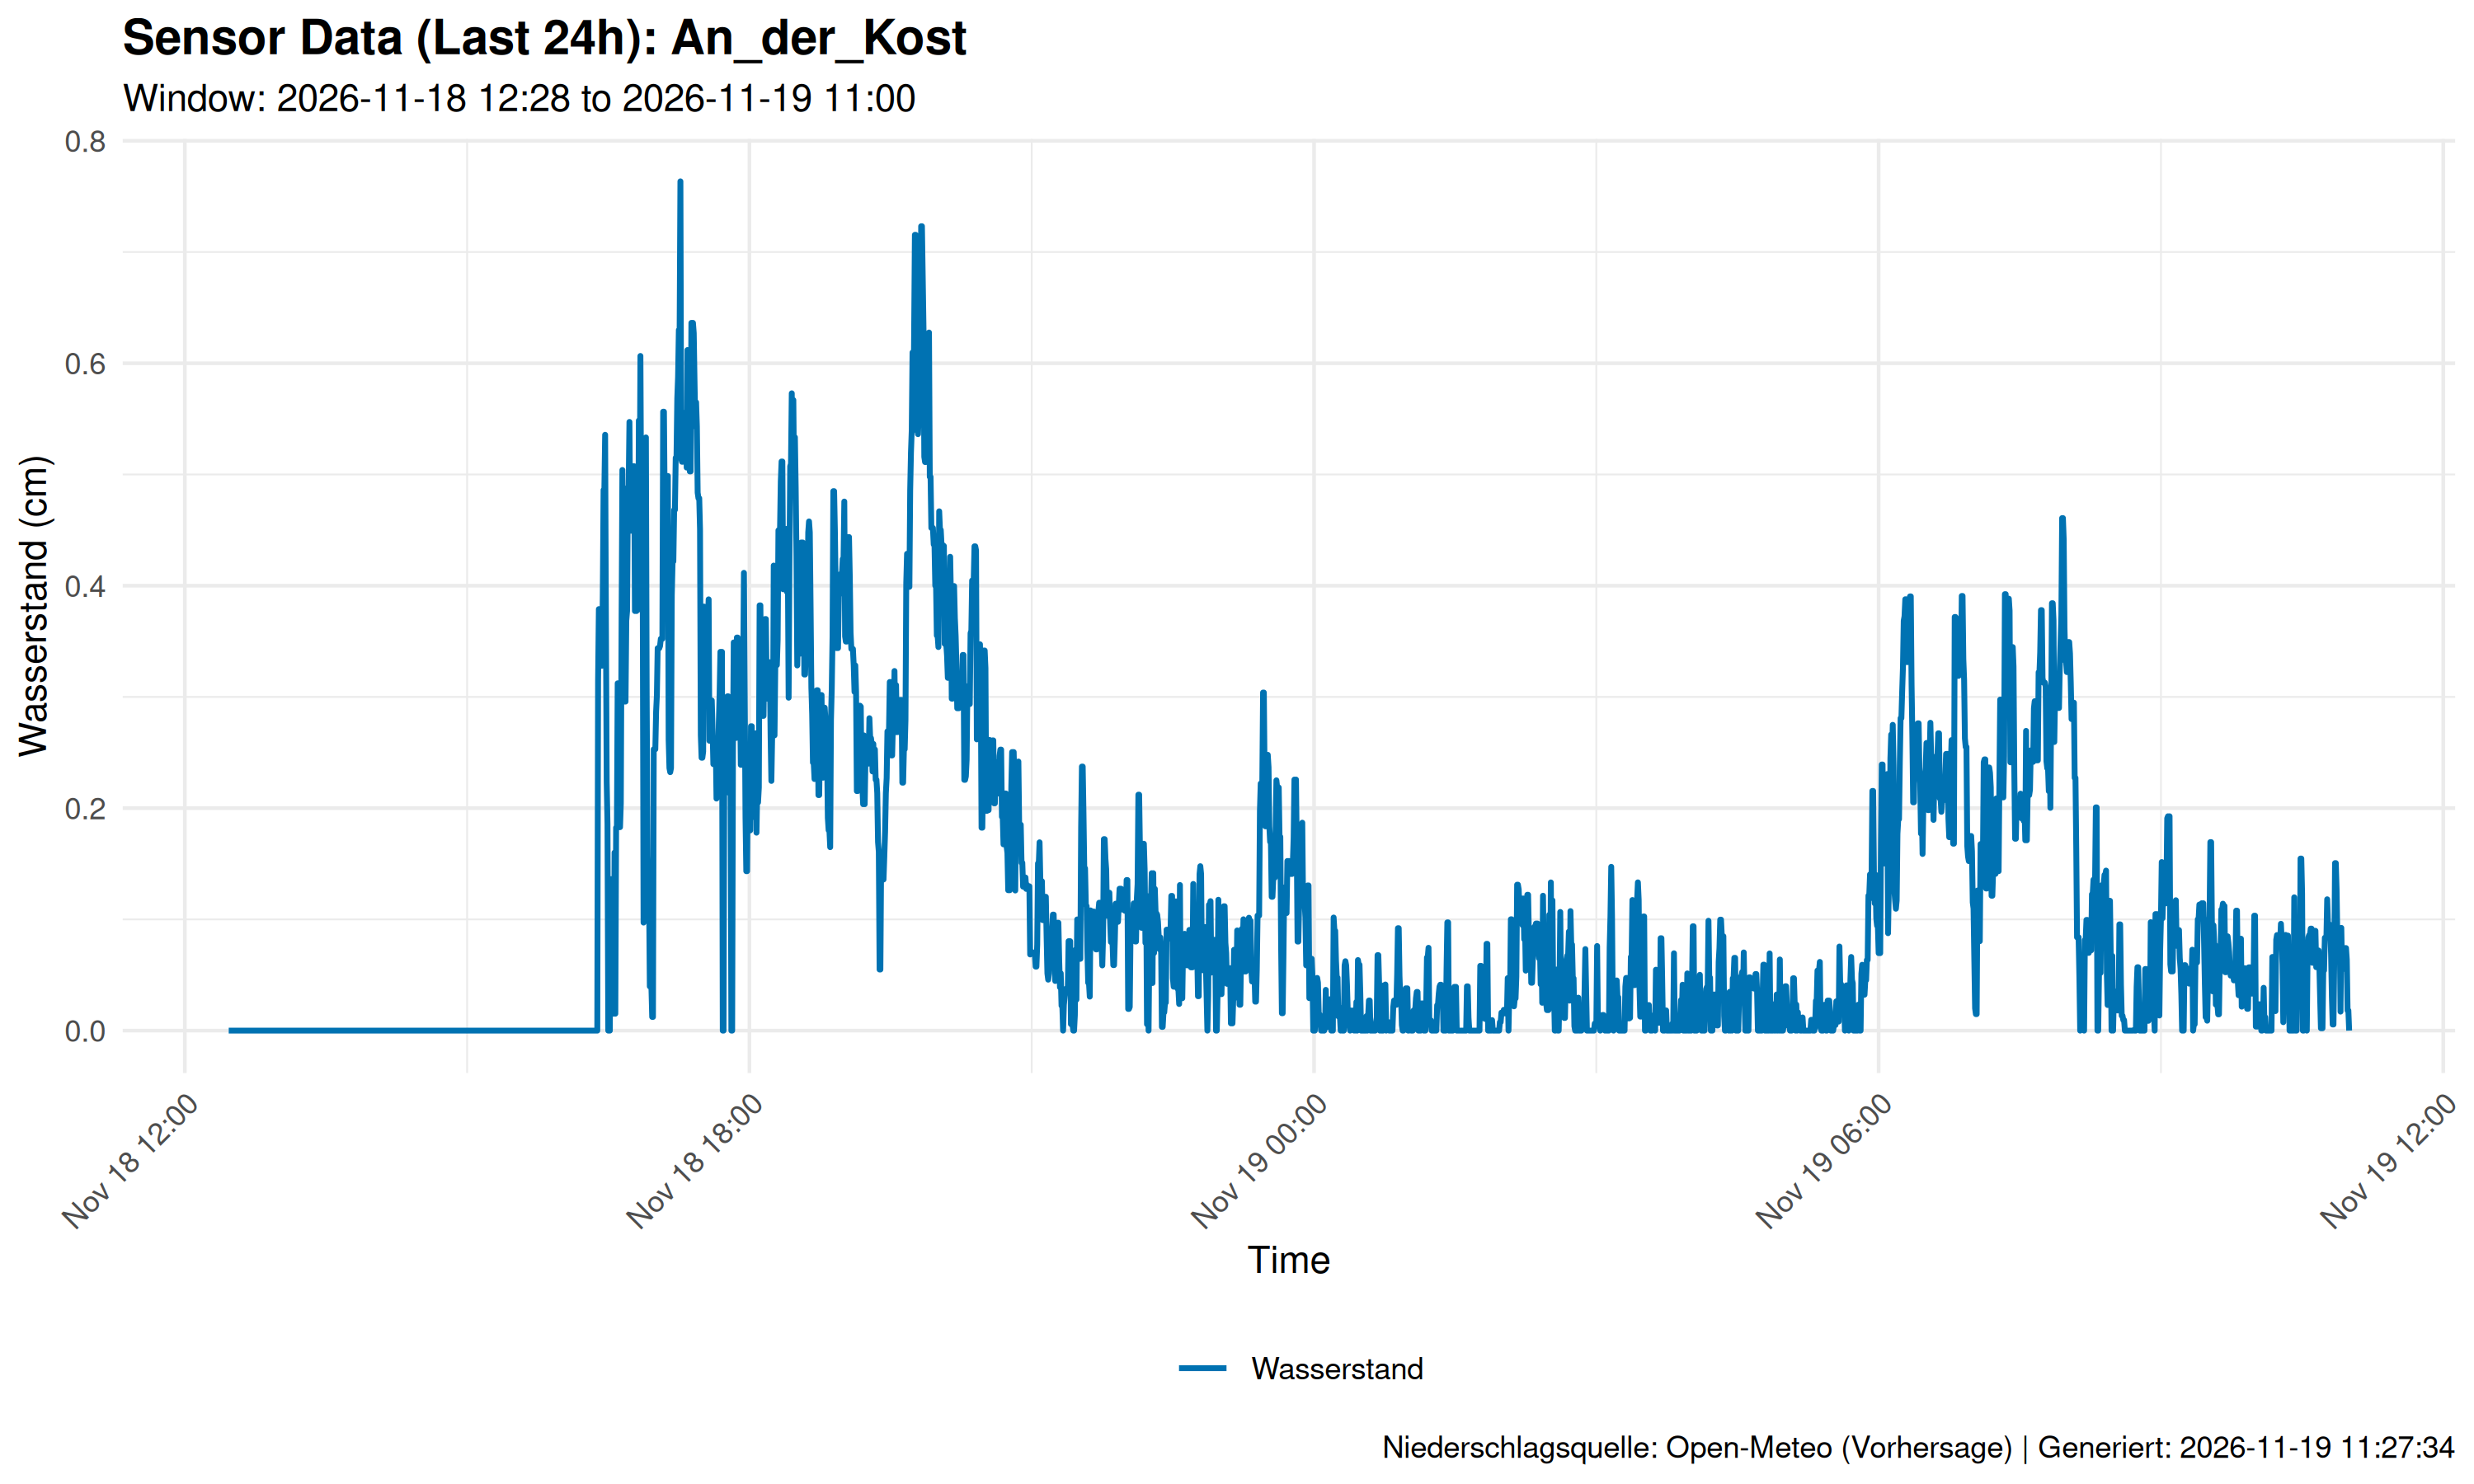 Sensor Data (Last 24h): An_der_Kost
Window: 2026-11-18 12:28 to 2026-11-19 11:00
Wasserstand (cm)
0.8
0.6
0.4
0.2
0.0
Nov 18 12:00
Nov 18 18:00
Nov 19 00:00
Nov 19 06:00
Nov 19 12:00
Time
Wasserstand
Niederschlagsquelle: Open-Meteo (Vorhersage) | Generiert: 2026-11-19 11:27:34